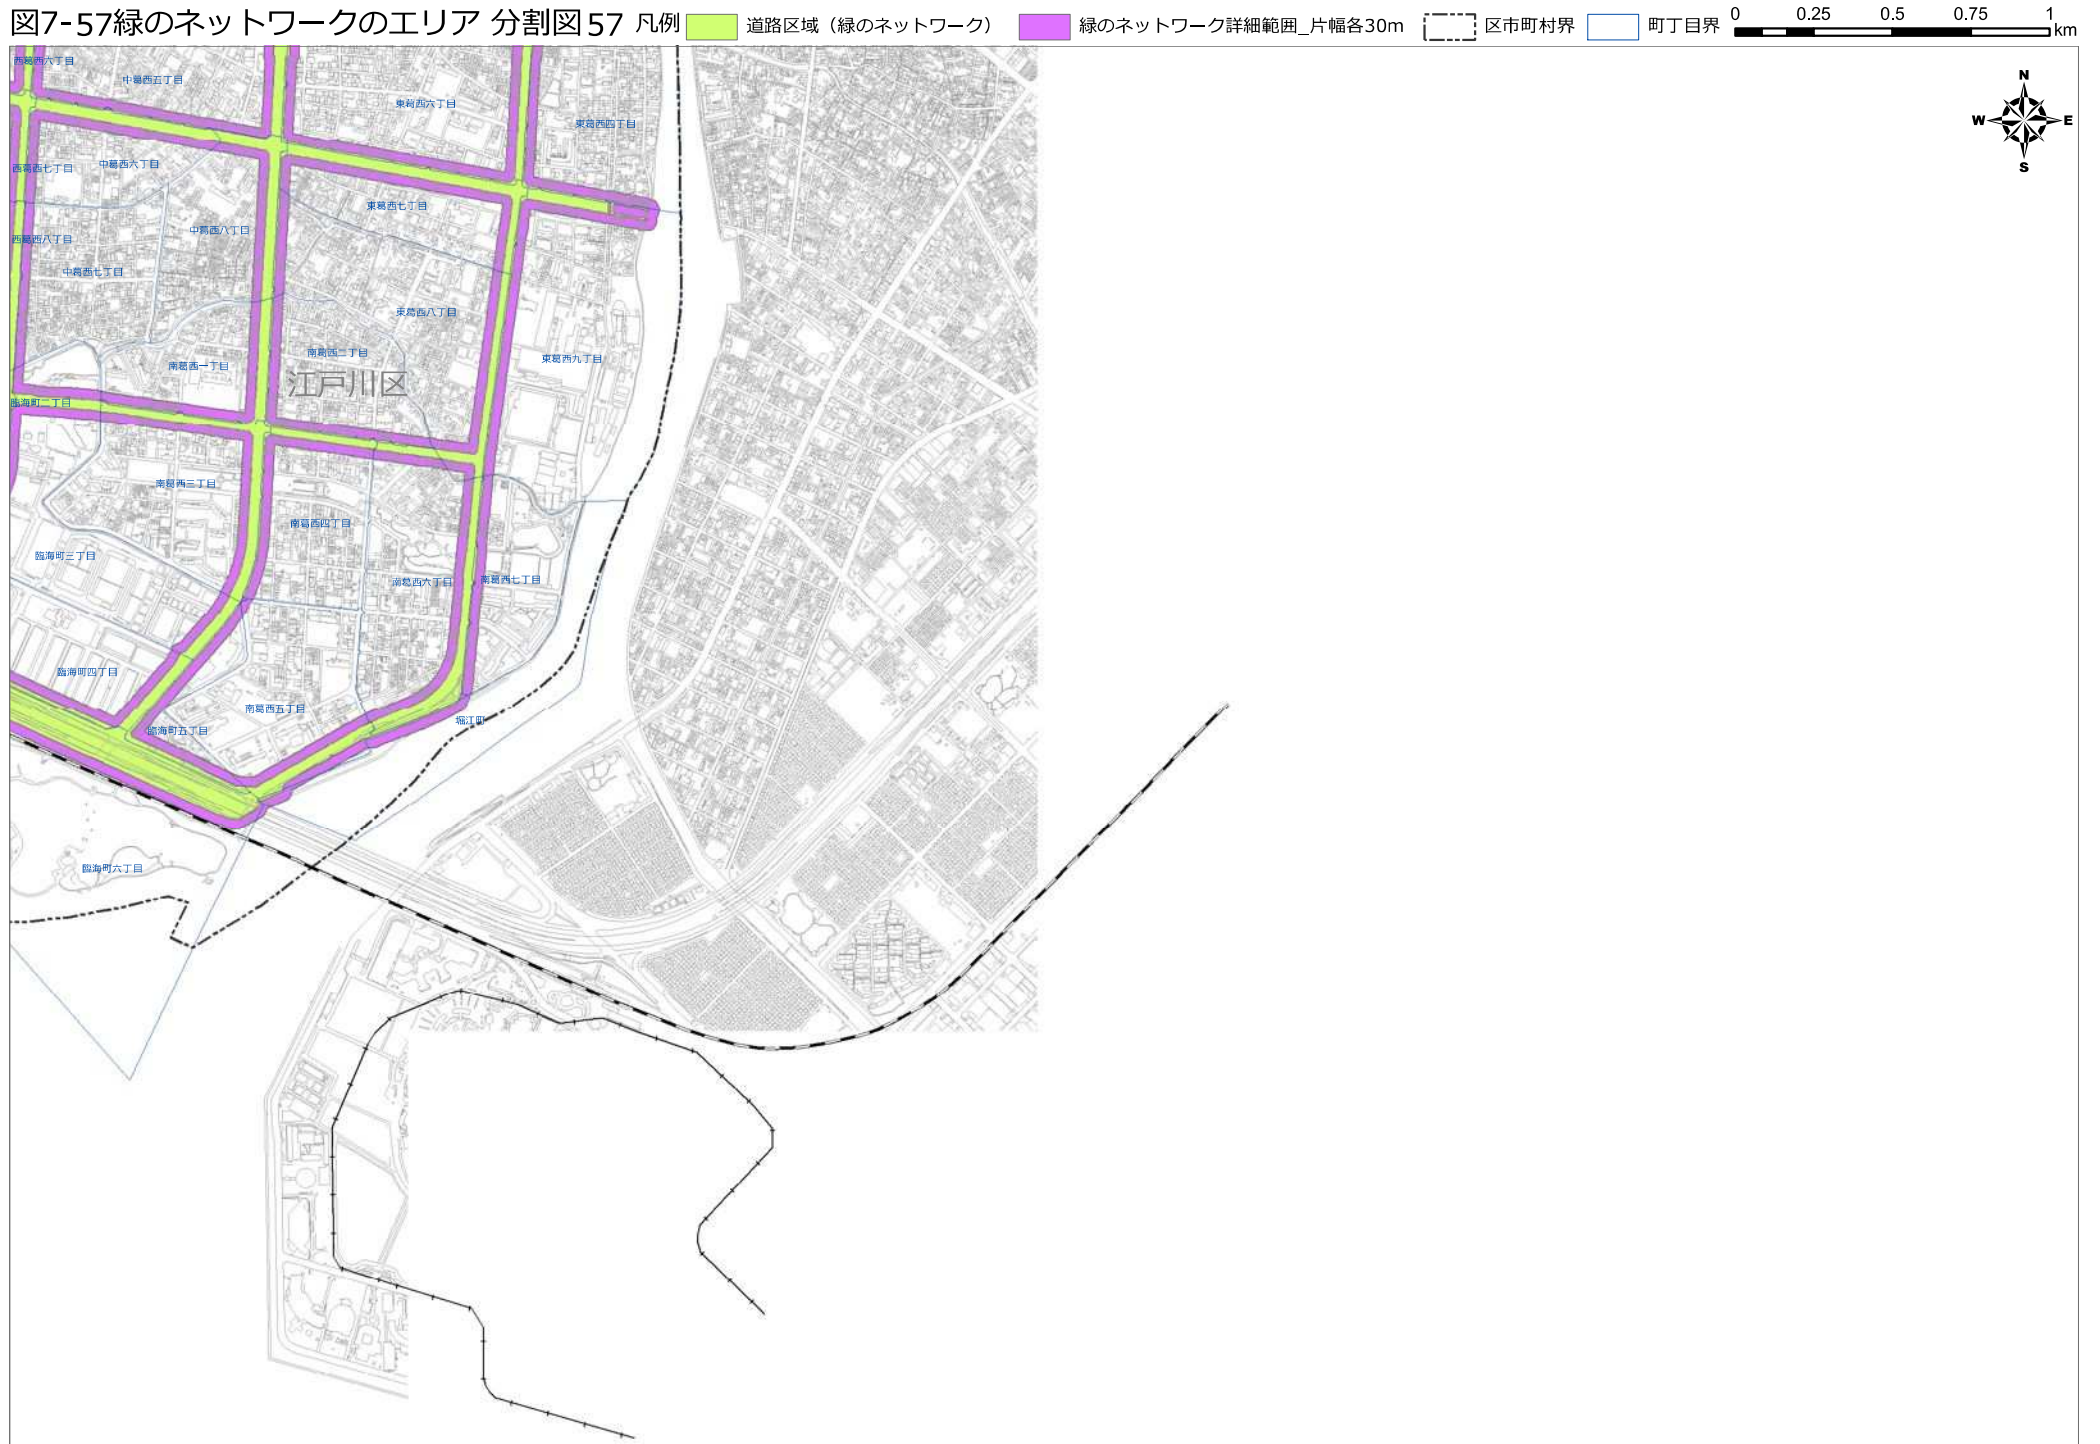 図7-57緑のネットワークのエリア 分割図57 凡例 道路区域（緑のネットワーク） 緑のネットワーク詳細範囲_片幅各30m 区市町村界 町丁目界 0 0.25 0.5 0.75 1 km
N
W E
S
西葛西六丁目
中葛西五丁目
東葛西六丁目
東葛西四丁目
西葛西七丁目
中葛西六丁目
東葛西七丁目
中葛西八丁目
西葛西八丁目
中葛西七丁目
東葛西八丁目
南葛西二丁目
東葛西九丁目
南葛西一丁目
江戸川区
臨海町二丁目
南葛西三丁目
南葛西四丁目
臨海町三丁目
南葛西六丁目
南葛西七丁目
臨海町四丁目
南葛西五丁目
堀江町
臨海町五丁目
臨海町六丁目